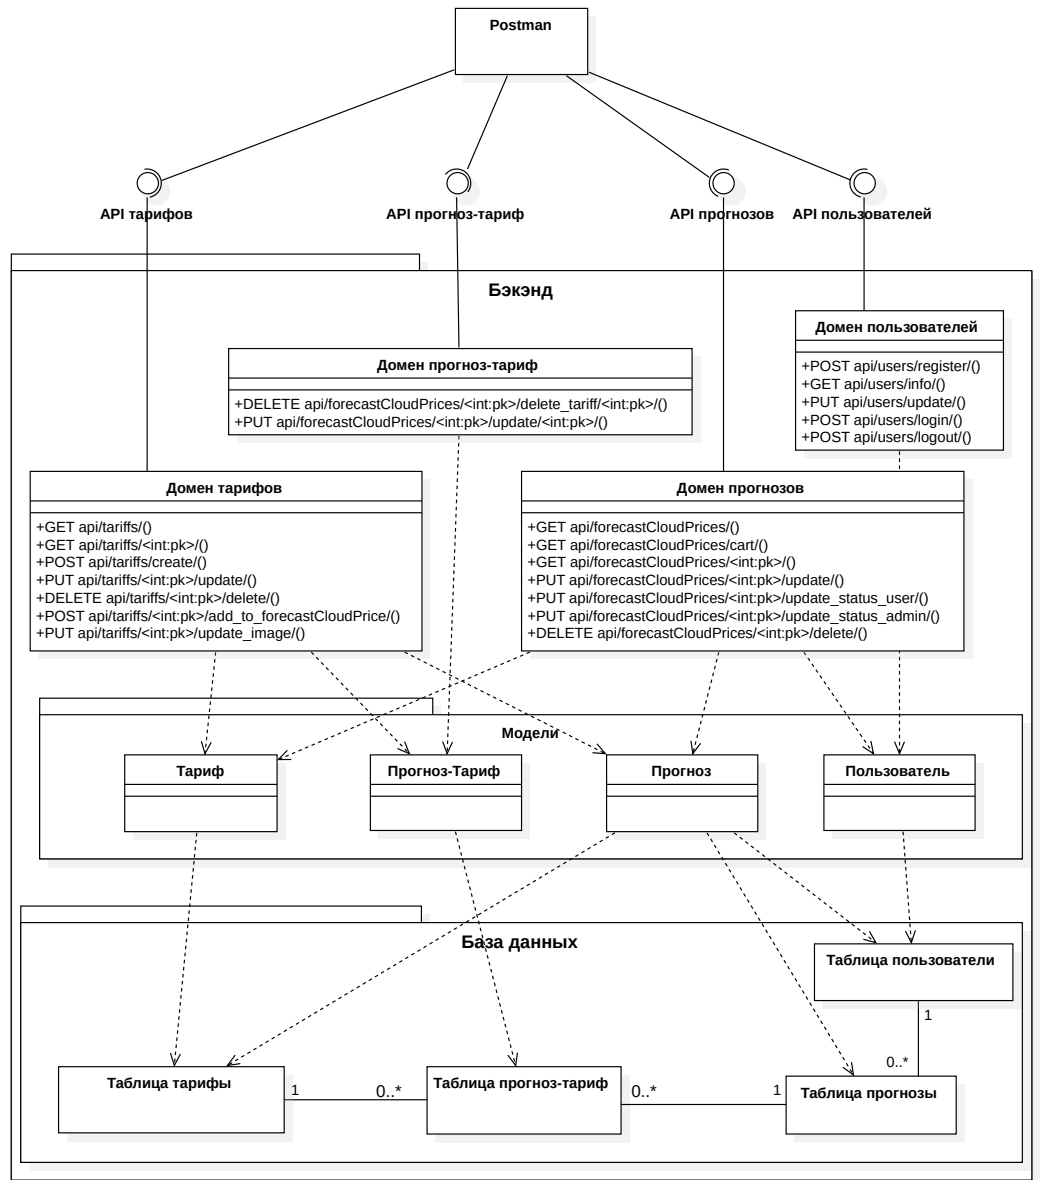 Postman
API тарифов
API прогноз-тариф
API прогнозов
API пользователей
Бэкэнд
Домен пользователей
+POST api/users/register/()
+GET api/users/info/()
+PUT api/users/update/()
+POST api/users/login/()
+POST api/users/logout/()
Домен прогноз-тариф
+DELETE api/forecastCloudPrices/<int:pk>/delete_tariff/<int:pk>/()
+PUT api/forecastCloudPrices/<int:pk>/update/<int:pk>/()
Домен тарифов
+GET api/tariffs/()
+GET api/tariffs/<int:pk>/()
+POST api/tariffs/create/()
+PUT api/tariffs/<int:pk>/update/()
+DELETE api/tariffs/<int:pk>/delete/()
+POST api/tariffs/<int:pk>/add_to_forecastCloudPrice/()
+PUT api/tariffs/<int:pk>/update_image/()
Домен прогнозов
+GET api/forecastCloudPrices/()
+GET api/forecastCloudPrices/cart/()
+GET api/forecastCloudPrices/<int:pk>/()
+PUT api/forecastCloudPrices/<int:pk>/update/()
+PUT api/forecastCloudPrices/<int:pk>/update_status_user/()
+PUT api/forecastCloudPrices/<int:pk>/update_status_admin/()
+DELETE api/forecastCloudPrices/<int:pk>/delete/()
Модели
Тариф
Прогноз-Тариф
Прогноз
Пользователь
База данных
Таблица пользователи
1
0..*
Таблица тарифы
1
0..*
Таблица прогноз-тариф
0..*
1
Таблица прогнозы